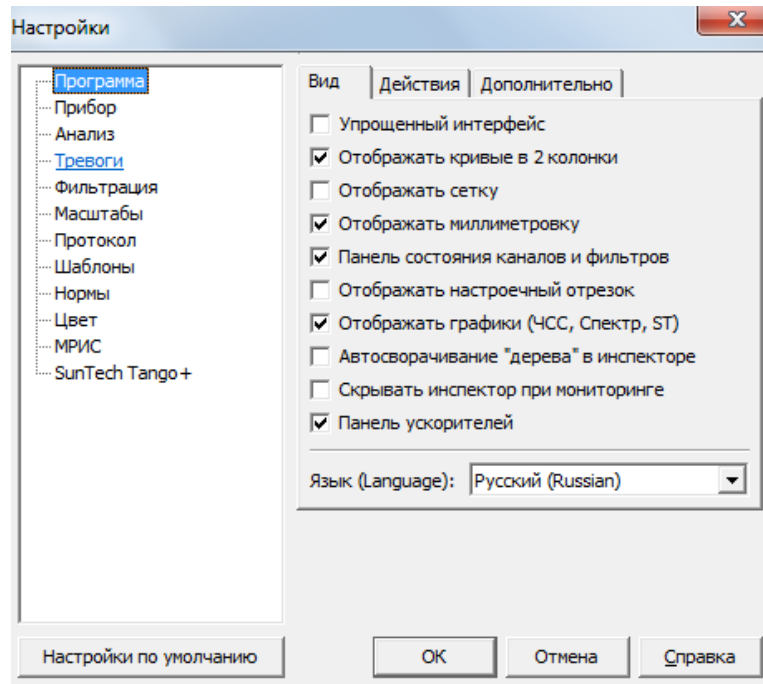 Настройки
Программа
Прибор
Анализ
Тревоги
Фильтрация
Масштабы
Протокол
Шаблоны
Нормы
Цвет
МРИС
SunTech Tango+
Вид Действия Дополнительно
Упрощенный интерфейс
Отображать кривые в 2 колонки
Отображать сетку
Отображать миллиметровку
Панель состояния каналов и фильтров
Отображать настроечный отрезок
Отображать графики (ЧСС, Спектр, ST)
Автосворачивание "дерева" в инспекторе
Скрывать инспектор при мониторинге
Панель ускорителей
Язык (Language): Русский (Russian)
Настройки по умолчанию ОК Отмена Справка